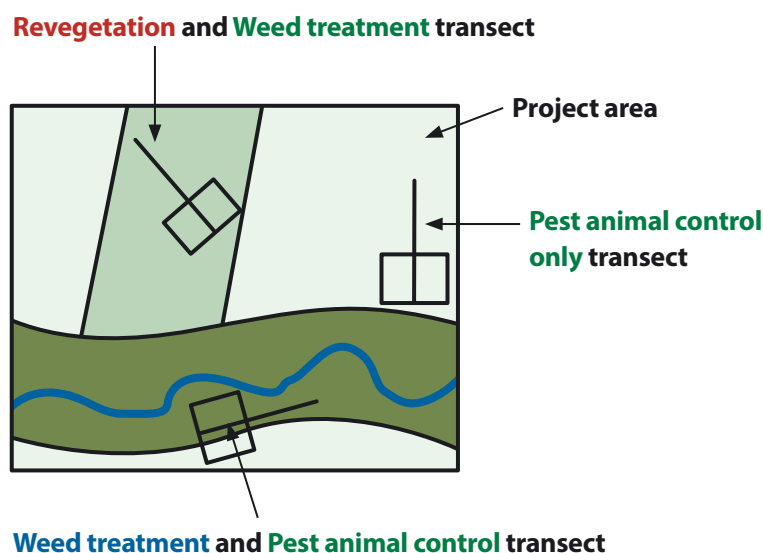 Revegetation and Weed treatment transect
Project area
Pest animal control
only transect
Weed treatment and Pest animal control transect